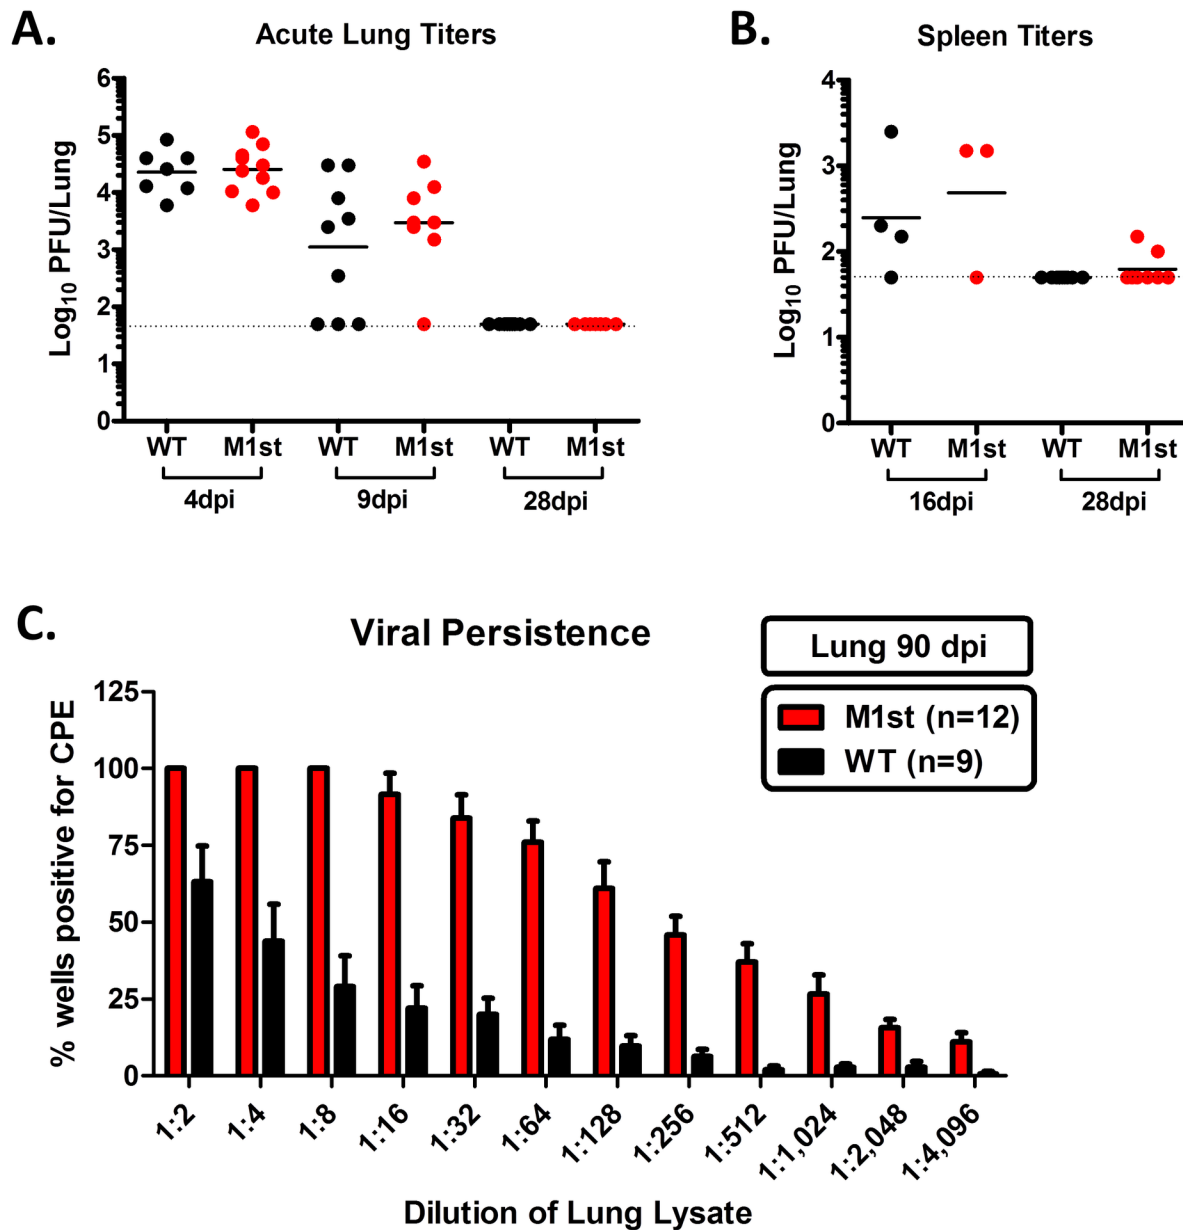 A.
Acute Lung Titers
Log10 PFU/Lung
6
5
4
3
2
1
0
WT M1st WT M1st WT M1st
4dpi 9dpi 28dpi
B.
Spleen Titers
Log10 PFU/Lung
4
3
2
1
0
WT M1st WT M1st
16dpi 28dpi
C.
Viral Persistence
Lung 90 dpi
M1st (n=12)
WT (n=9)
% wells positive for CPE
125
100
75
50
25
0
1:2 1:4 1:8 1:16 1:32 1:64 1:128 1:256 1:512 1:1,024 1:2,048 1:4,096
Dilution of Lung Lysate